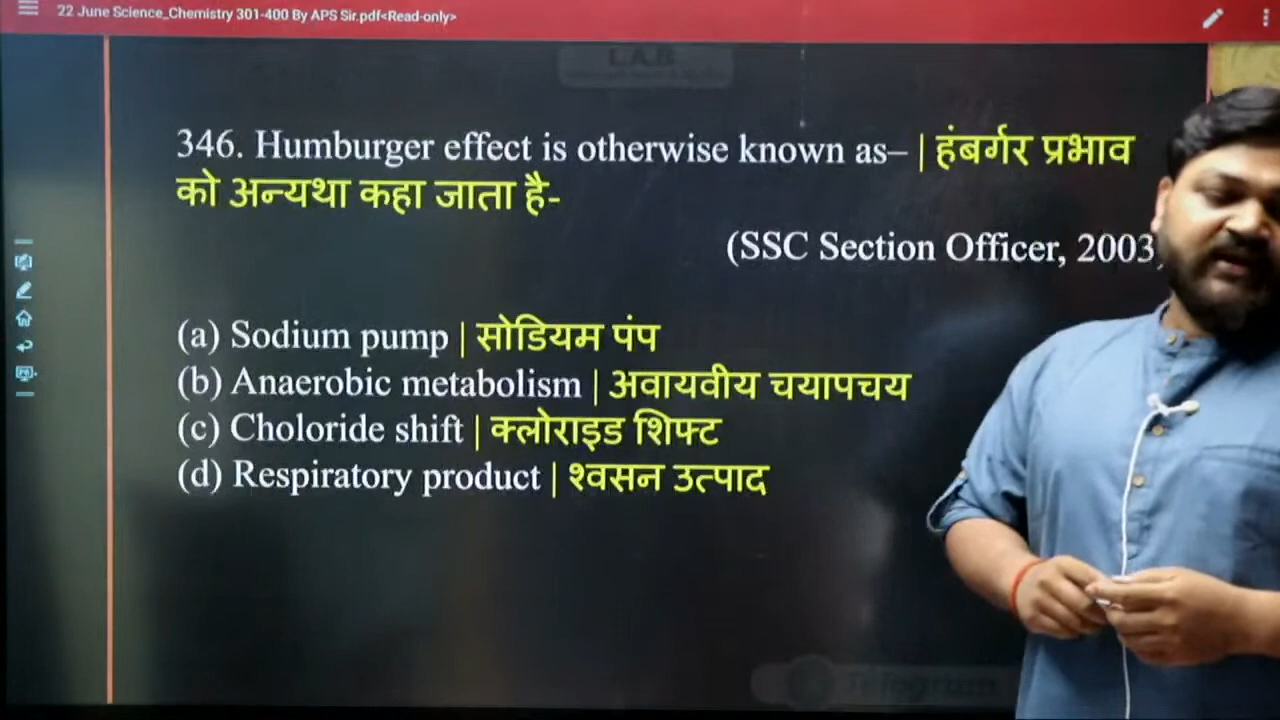 22 June Science_Chemistry 301-400 By APS Sir.pdf<Read-only>
L.A.B
346. Humburger effect is otherwise known as– | हंबर्गर प्रभाव
को अन्यथा कहा जाता है-
(SSC Section Officer, 2003)
(a) Sodium pump | सोडियम पंप
(b) Anaerobic metabolism | अवायवीय चयापचय
(c) Choloride shift | क्लोराइड शिफ्ट
(d) Respiratory product | श्वसन उत्पाद
Telegram